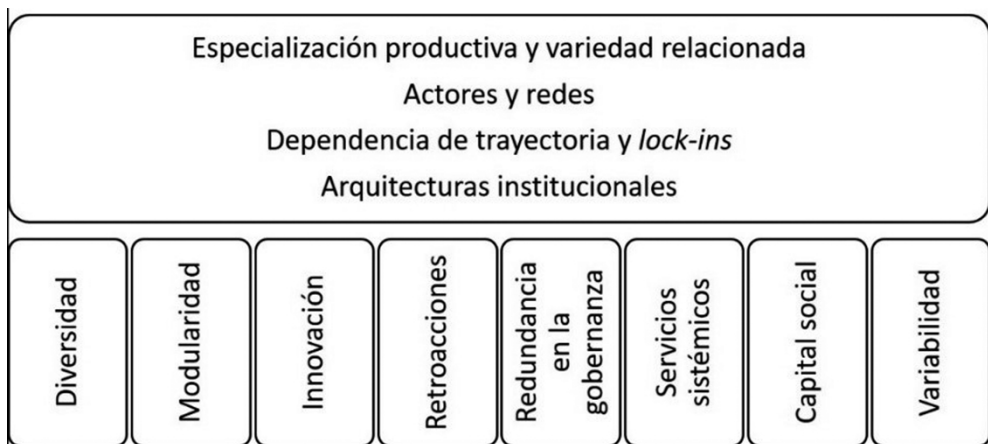 Especialización productiva y variedad relacionada
Actores y redes
Dependencia de trayectoria y lock-ins
Arquitecturas institucionales
Diversidad
Modularidad
Innovación
Retroacciones
Redundancia
en la
gobernanza
Servicios
sistémicos
Capital social
Variabilidad